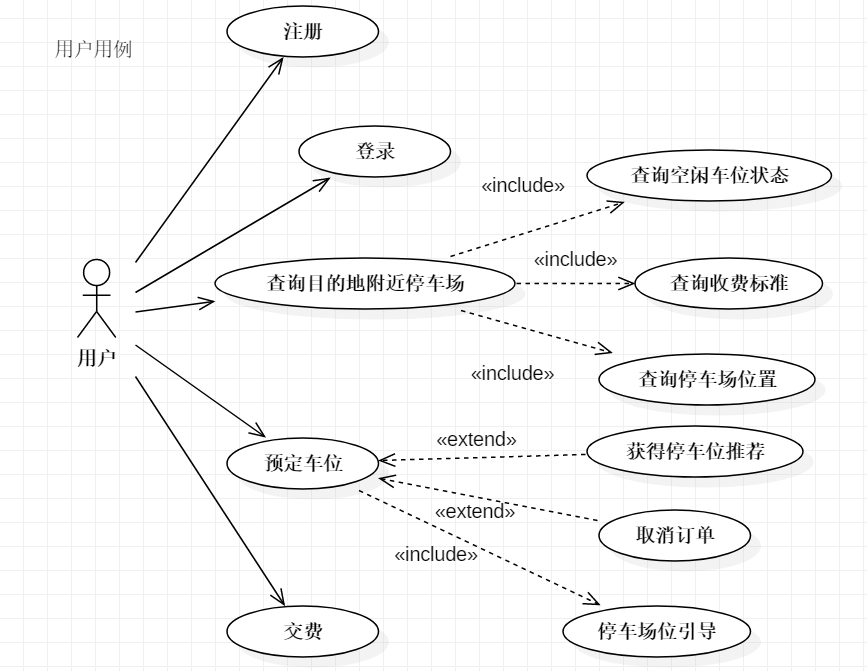 注册
用户用例
登录
查询空闲车位状态
«include»
«include»
查询目的地附近停车场
查询收费标准
用户
«include»
查询停车场位置
«extend»
获得停车位推荐
预定车位
«extend»
取消订单
«include»
交费
停车场位引导